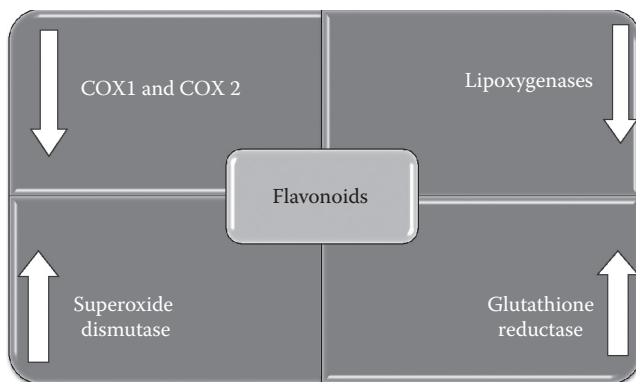 COX1 and COX 2
Lipoxygenases
Flavonoids
Superoxide
dismutase
Glutathione
reductase